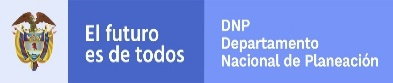 El futuro
es de todos
DNP
Departamento
Nacional de Planeación